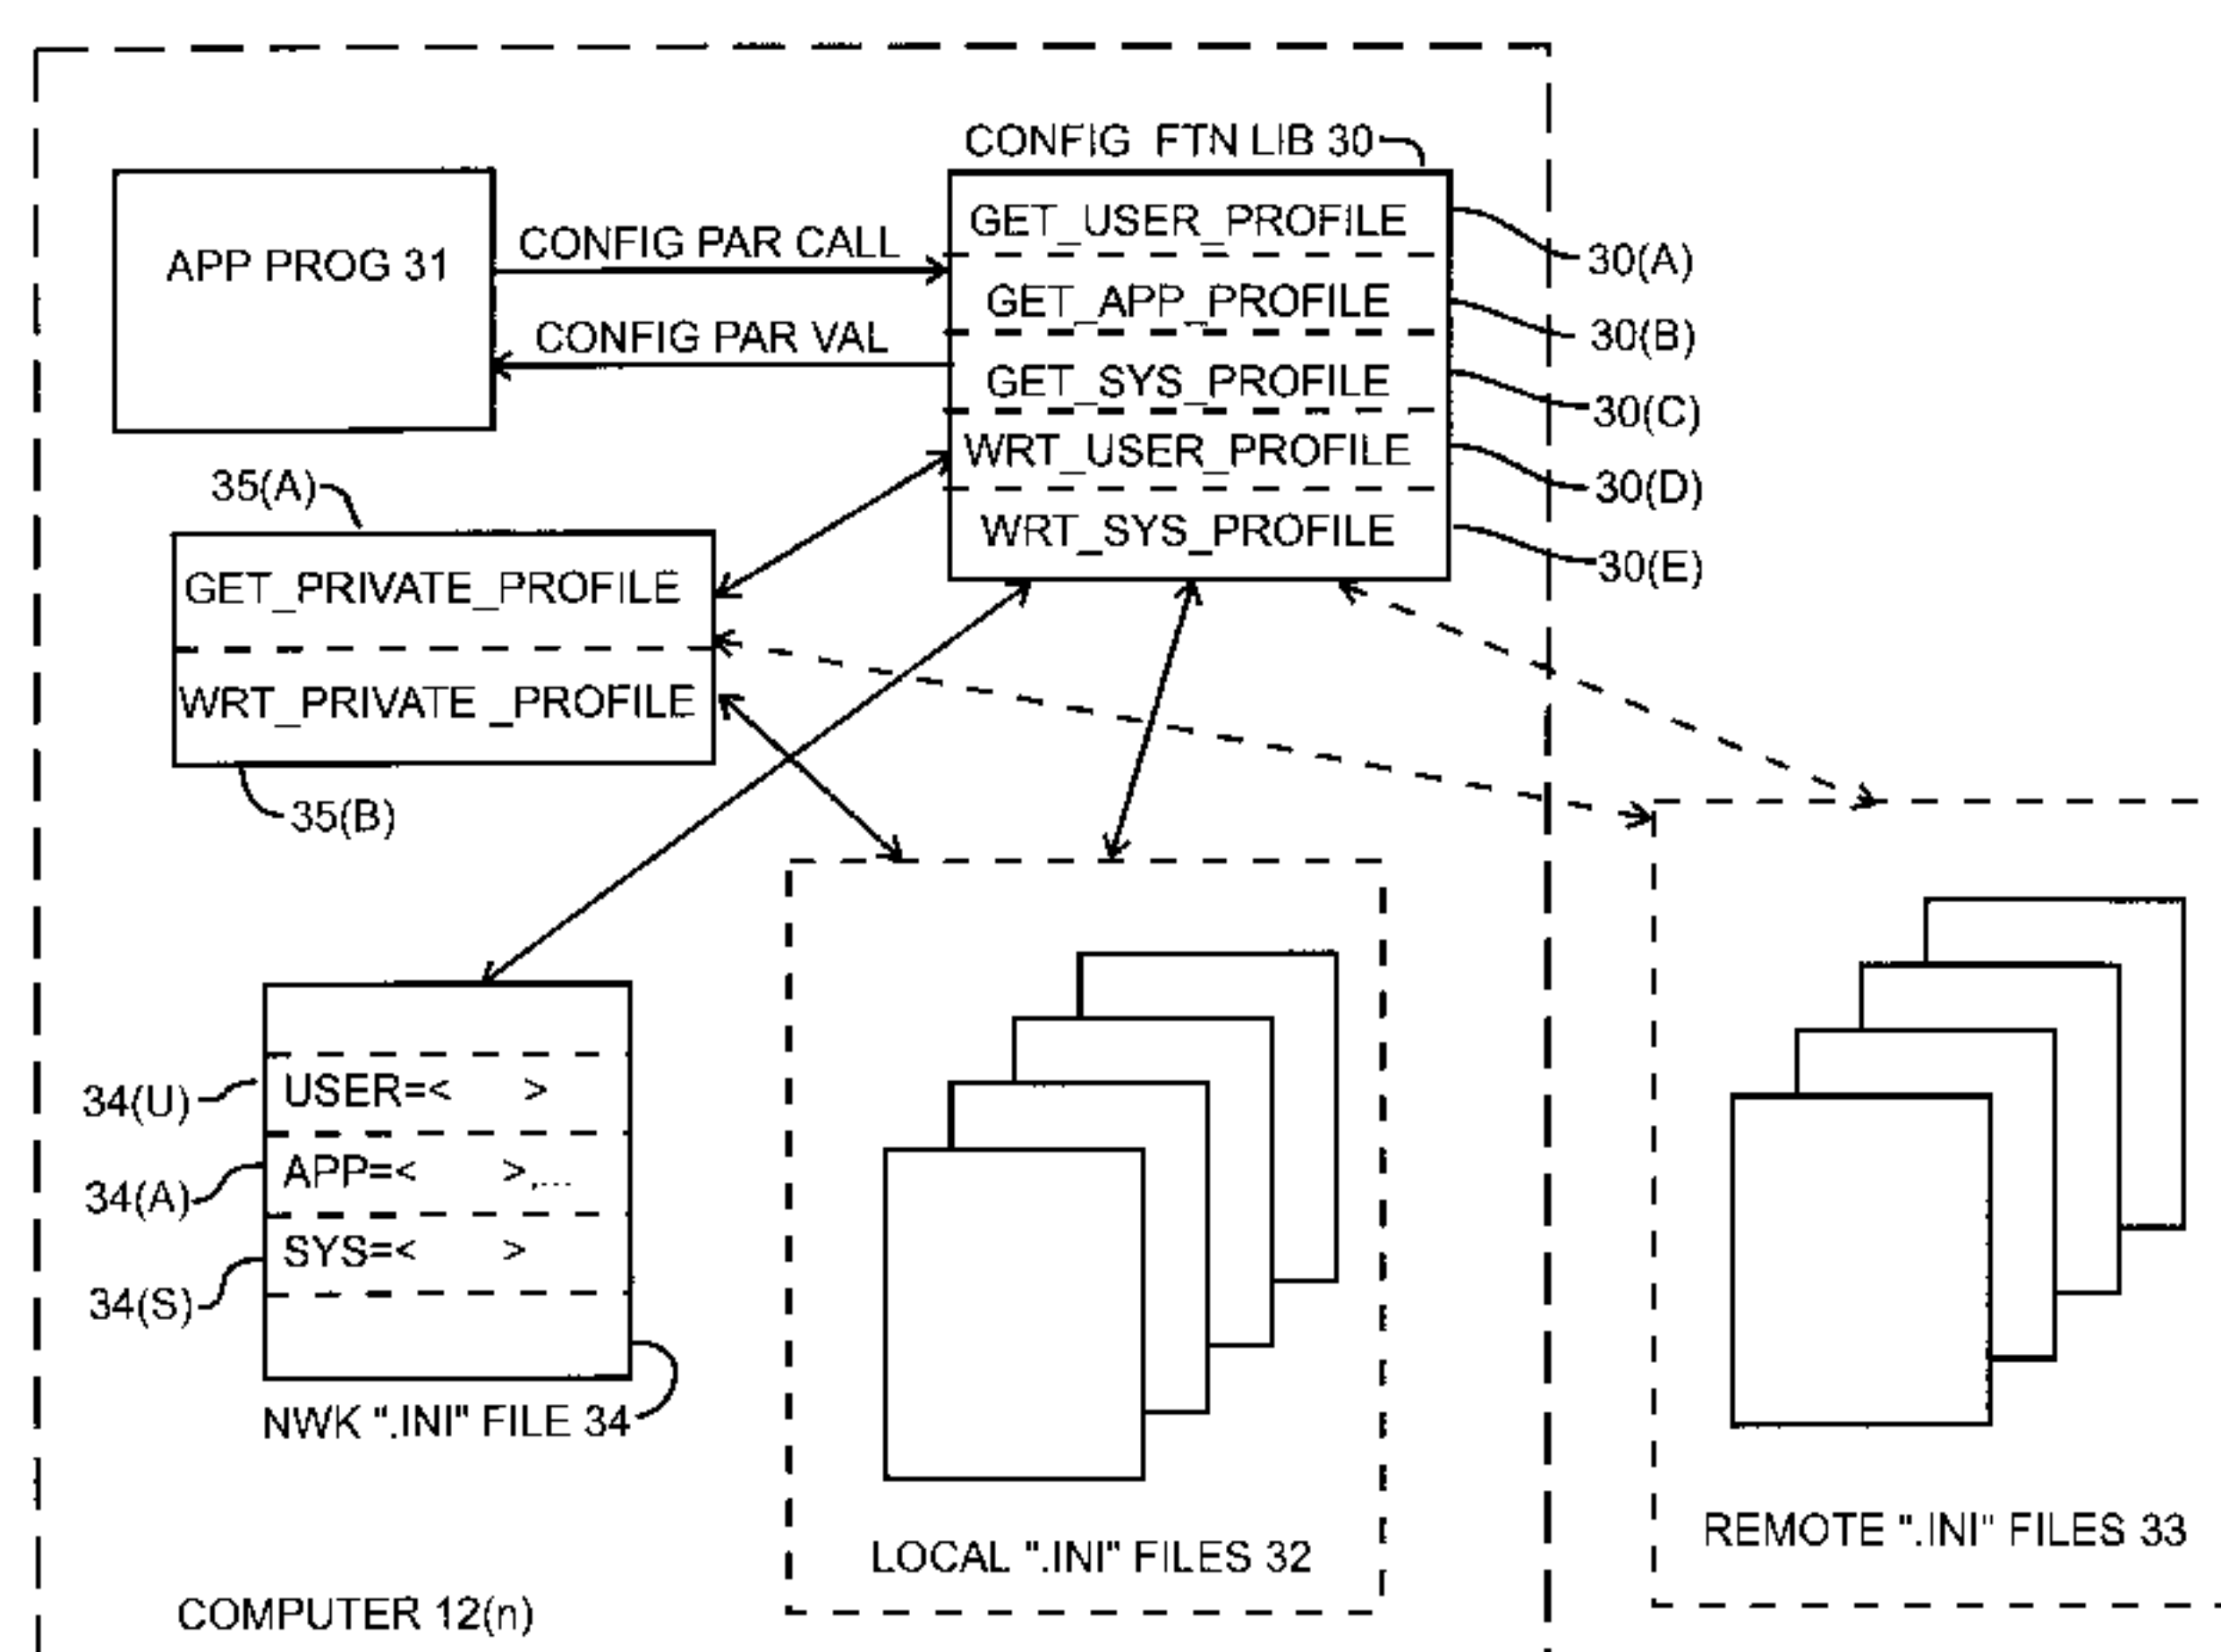 CONFIG FTN LIB 30
APP PROG 31
CONFIG PAR CALL
CONFIG PAR VAL
GET_USER_PROFILE
GET_APP_PROFILE
GET_SYS_PROFILE
WRT_USER_PROFILE
WRT_SYS_PROFILE
30(A)
30(B)
30(C)
30(D)
30(E)
35(A)
GET_PRIVATE_PROFILE
WRT_PRIVATE _PROFILE
35(B)
34(U)
USER=< >
34(A)
APP=< >,...
34(S)
SYS=< >
NWK ".INI" FILE 34
LOCAL ".INI" FILES 32
REMOTE ".INI" FILES 33
COMPUTER 12(n)